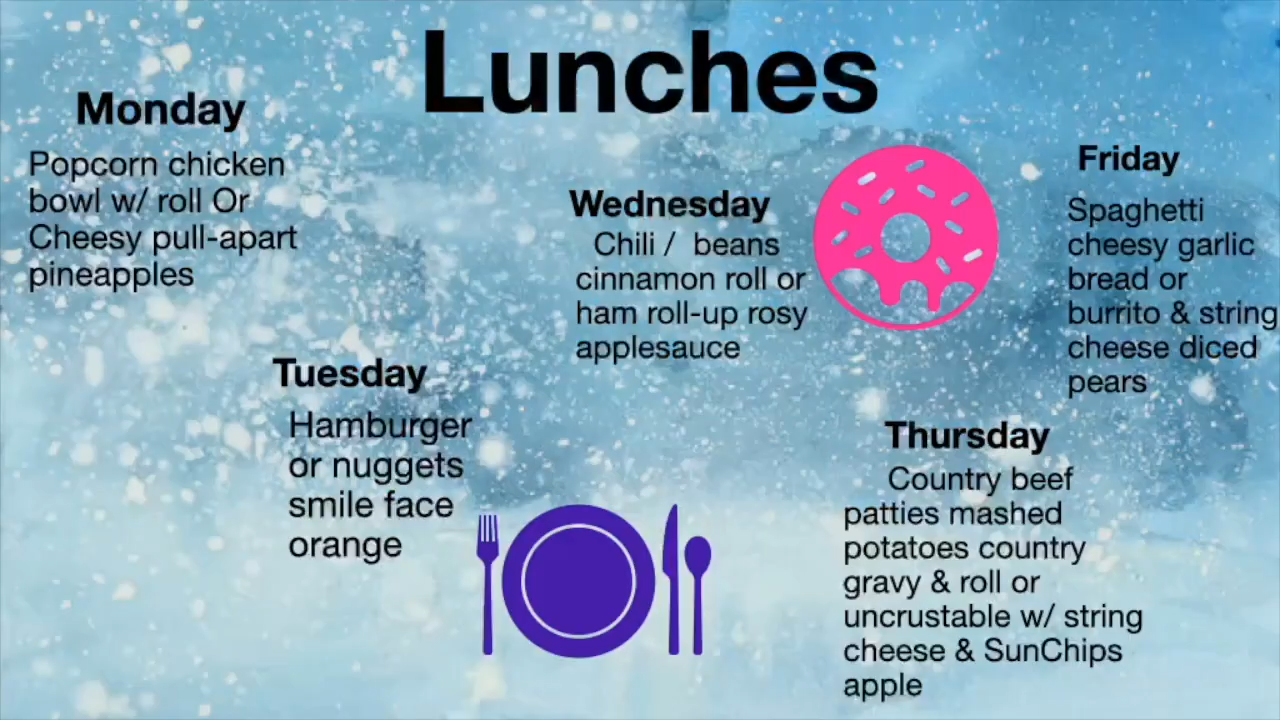 Lunches
Monday
Popcorn chicken
bowl w/ roll Or
Cheesy pull-apart
pineapples
Tuesday
Hamburger
or nuggets
smile face
orange
Wednesday
Chili / beans
cinnamon roll or
ham roll-up rosy
applesauce
Thursday
Country beef
patties mashed
potatoes country
gravy & roll or
uncrustable w/ string
cheese & SunChips
apple
Friday
Spaghetti
cheesy garlic
bread or
burrito & string
cheese diced
pears